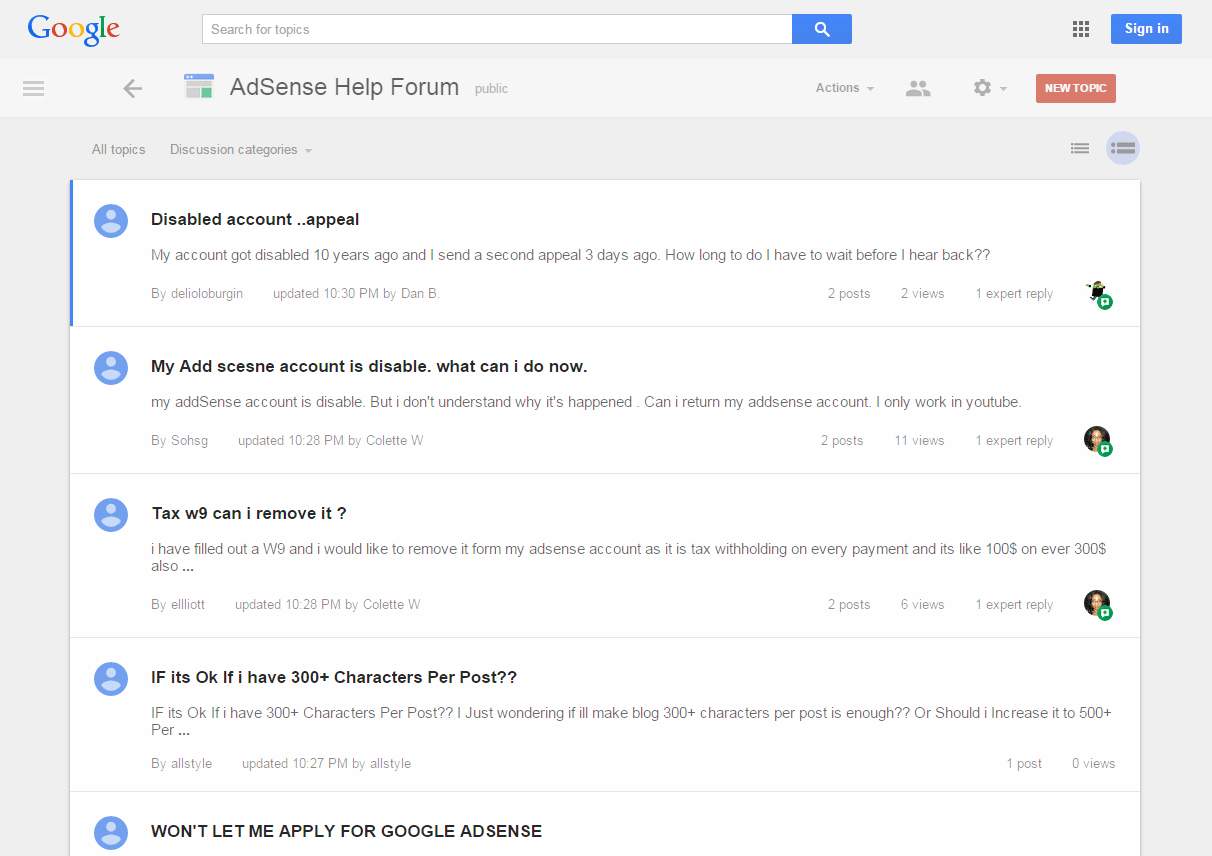 Google
Search for topics
Sign in
AdSense Help Forum public
Actions
NEW TOPIC
All topics Discussion categories
Disabled account ..appeal
My account got disabled 10 years ago and I send a second appeal 3 days ago. How long to do I have to wait before I hear back??
By delioloburgin updated 10:30 PM by Dan B. 2 posts 2 views 1 expert reply
My Add scesne account is disable. what can i do now.
my addSense account is disable. But i don't understand why it's happened . Can i return my addsense account. I only work in youtube.
By Sohsg updated 10:28 PM by Colette W 2 posts 11 views 1 expert reply
Tax w9 can i remove it ?
i have filled out a W9 and i would like to remove it form my adsense account as it is tax withholding on every payment and its like 100$ on ever 300$
also ...
By ellliott updated 10:28 PM by Colette W 2 posts 6 views 1 expert reply
IF its Ok If i have 300+ Characters Per Post??
IF its Ok If i have 300+ Characters Per Post?? I Just wondering if ill make blog 300+ characters per post is enough?? Or Should i Increase it to 500+
Per ...
By allstyle updated 10:27 PM by allstyle 1 post 0 views
WON'T LET ME APPLY FOR GOOGLE ADSENSE